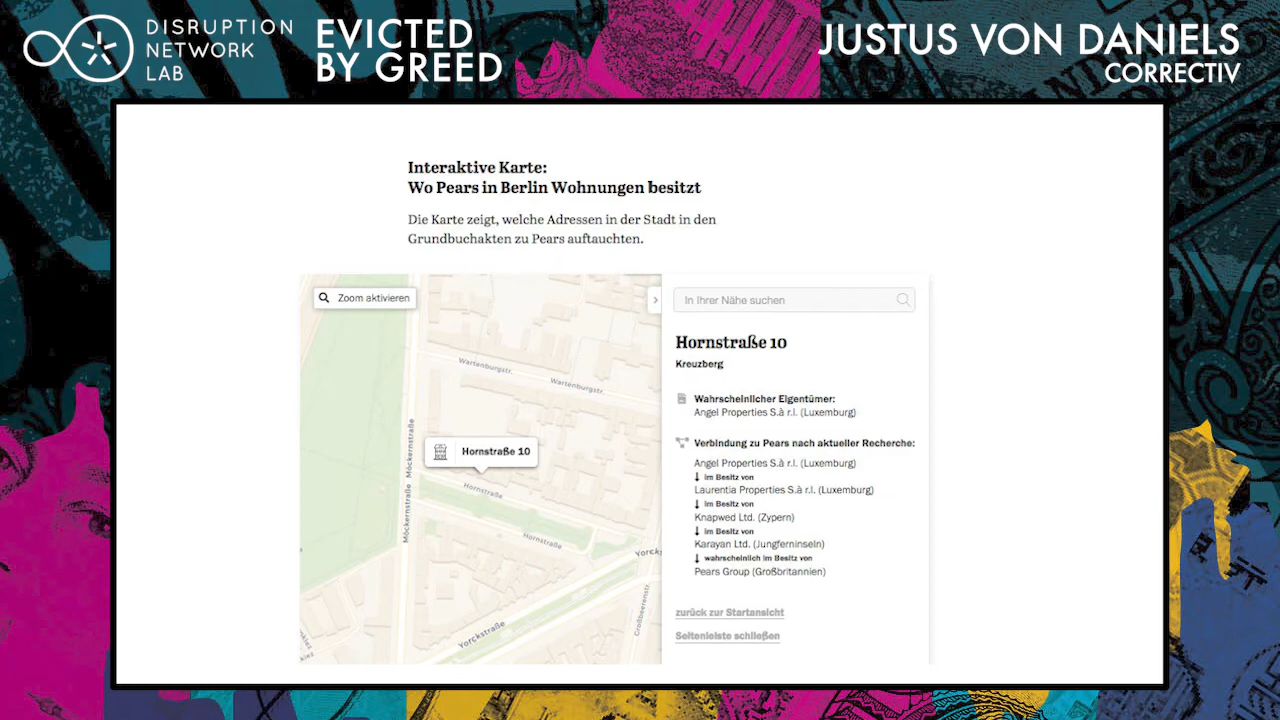 DISRUPTION
NETWORK
LAB
EVICTED
BY GREED
JUSTUS VON DANIELS
CORRECTIV
Interaktive Karte:
Wo Pears in Berlin Wohnungen besitzt
Die Karte zeigt, welche Adressen in der Stadt in den
Grundbuchakten zu Pears auftauchten.
Zoom aktivieren
Wartenburgstr.
Wartenburgstr.
Möckernstraße
Möckernstraße
Hornstraße 10
Hornstraße
Hornstraße
Yorcks
Yorckstraße
Großbeerenstr.
kiez
In Ihrer Nähe suchen
Hornstraße 10
Kreuzberg
Wahrscheinlicher Eigentümer:
Angel Properties S.à r.l. (Luxemburg)
Verbindung zu Pears nach aktueller Recherche:
Angel Properties S.à r.l. (Luxemburg)
↓ im Besitz von
Laurentia Properties S.à r.l. (Luxemburg)
↓ im Besitz von
Knapwed Ltd. (Zypern)
↓ im Besitz von
Karayan Ltd. (Jungferninseln)
↓ wahrscheinlich im Besitz von
Pears Group (Großbritannien)
zurück zur Startansicht
Seitenleiste schließen